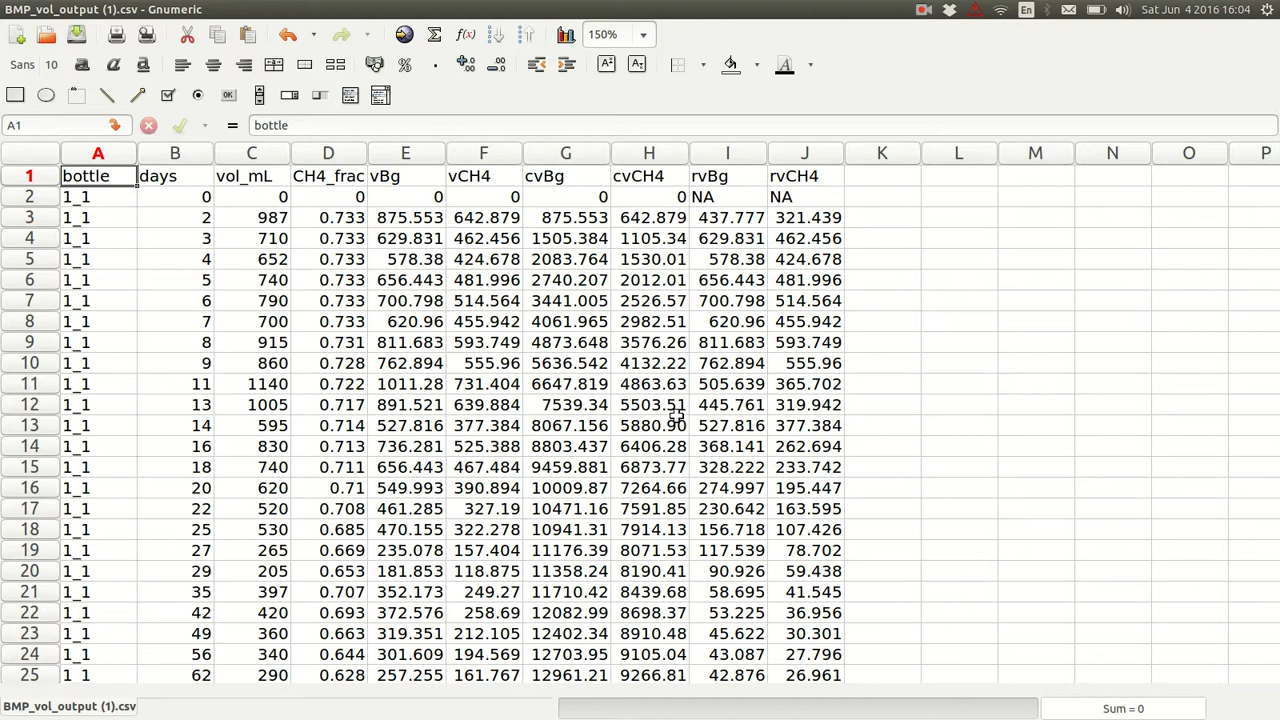 BMP_vol_output (1).csv - Gnumeric En Sat Jun 4 2016 16:04
f(x) 150%
Sans 10 a a a % .00 .00 A² A
OK
A1 = bottle
A B C D E F G H I J K L M N O P
1 bottle days vol_mL CH4_frac vBg vCH4 cvBg cvCH4 rvBg rvCH4
2 1_1 0 0 0 0 0 0 0 NA NA
3 1_1 2 987 0.733 875.553 642.879 875.553 642.879 437.777 321.439
4 1_1 3 710 0.733 629.831 462.456 1505.384 1105.34 629.831 462.456
5 1_1 4 652 0.733 578.38 424.678 2083.764 1530.01 578.38 424.678
6 1_1 5 740 0.733 656.443 481.996 2740.207 2012.01 656.443 481.996
7 1_1 6 790 0.733 700.798 514.564 3441.005 2526.57 700.798 514.564
8 1_1 7 700 0.733 620.96 455.942 4061.965 2982.51 620.96 455.942
9 1_1 8 915 0.731 811.683 593.749 4873.648 3576.26 811.683 593.749
10 1_1 9 860 0.728 762.894 555.96 5636.542 4132.22 762.894 555.96
11 1_1 11 1140 0.722 1011.28 731.404 6647.819 4863.63 505.639 365.702
12 1_1 13 1005 0.717 891.521 639.884 7539.34 5503.51 445.761 319.942
13 1_1 14 595 0.714 527.816 377.384 8067.156 5880.90 527.816 377.384
14 1_1 16 830 0.713 736.281 525.388 8803.437 6406.28 368.141 262.694
15 1_1 18 740 0.711 656.443 467.484 9459.881 6873.77 328.222 233.742
16 1_1 20 620 0.71 549.993 390.894 10009.87 7264.66 274.997 195.447
17 1_1 22 520 0.708 461.285 327.19 10471.16 7591.85 230.642 163.595
18 1_1 25 530 0.685 470.155 322.278 10941.31 7914.13 156.718 107.426
19 1_1 27 265 0.669 235.078 157.404 11176.39 8071.53 117.539 78.702
20 1_1 29 205 0.653 181.853 118.875 11358.24 8190.41 90.926 59.438
21 1_1 35 397 0.707 352.173 249.27 11710.42 8439.68 58.695 41.545
22 1_1 42 420 0.693 372.576 258.69 12082.99 8698.37 53.225 36.956
23 1_1 49 360 0.663 319.351 212.105 12402.34 8910.48 45.622 30.301
24 1_1 56 340 0.644 301.609 194.569 12703.95 9105.04 43.087 27.796
25 1_1 62 290 0.628 257.255 161.767 12961.21 9266.81 42.876 26.961
BMP_vol_output (1).csv Sum = 0